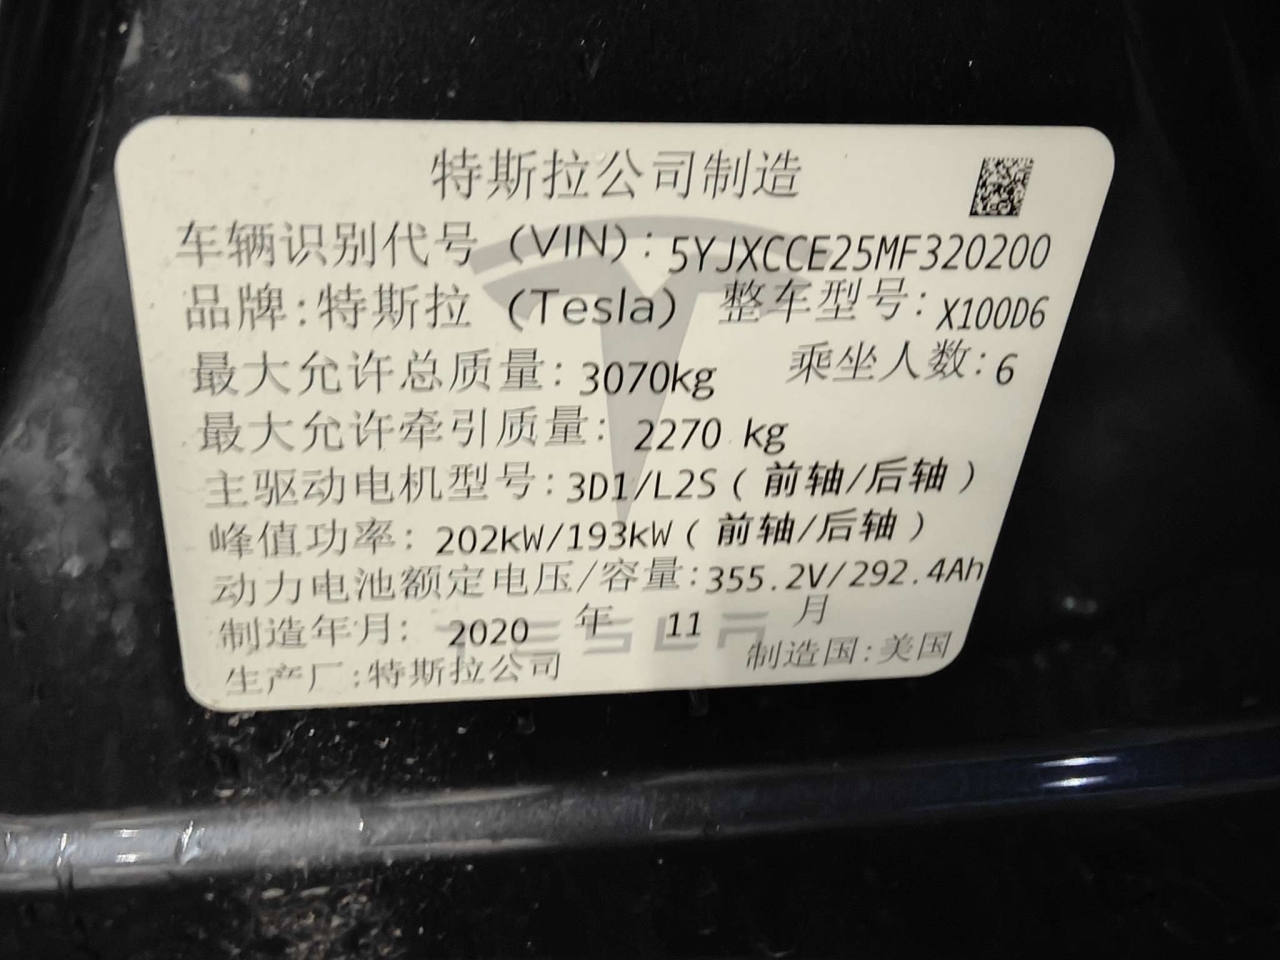 特斯拉公司制造
车辆识别代号（VIN）：5YJXCCE25MF320200
品牌：特斯拉（Tesla） 整车型号：X100D6
最大允许总质量：3070kg 乘坐人数：6
最大允许牵引质量：2270 kg
主驱动电机型号：3D1/L2S（前轴/后轴）
峰值功率：202kW/193kW（前轴/后轴）
动力电池额定电压/容量：355.2V/292.4Ah
制造年月：2020 年 11 月
TESLA
生产厂：特斯拉公司 制造国：美国